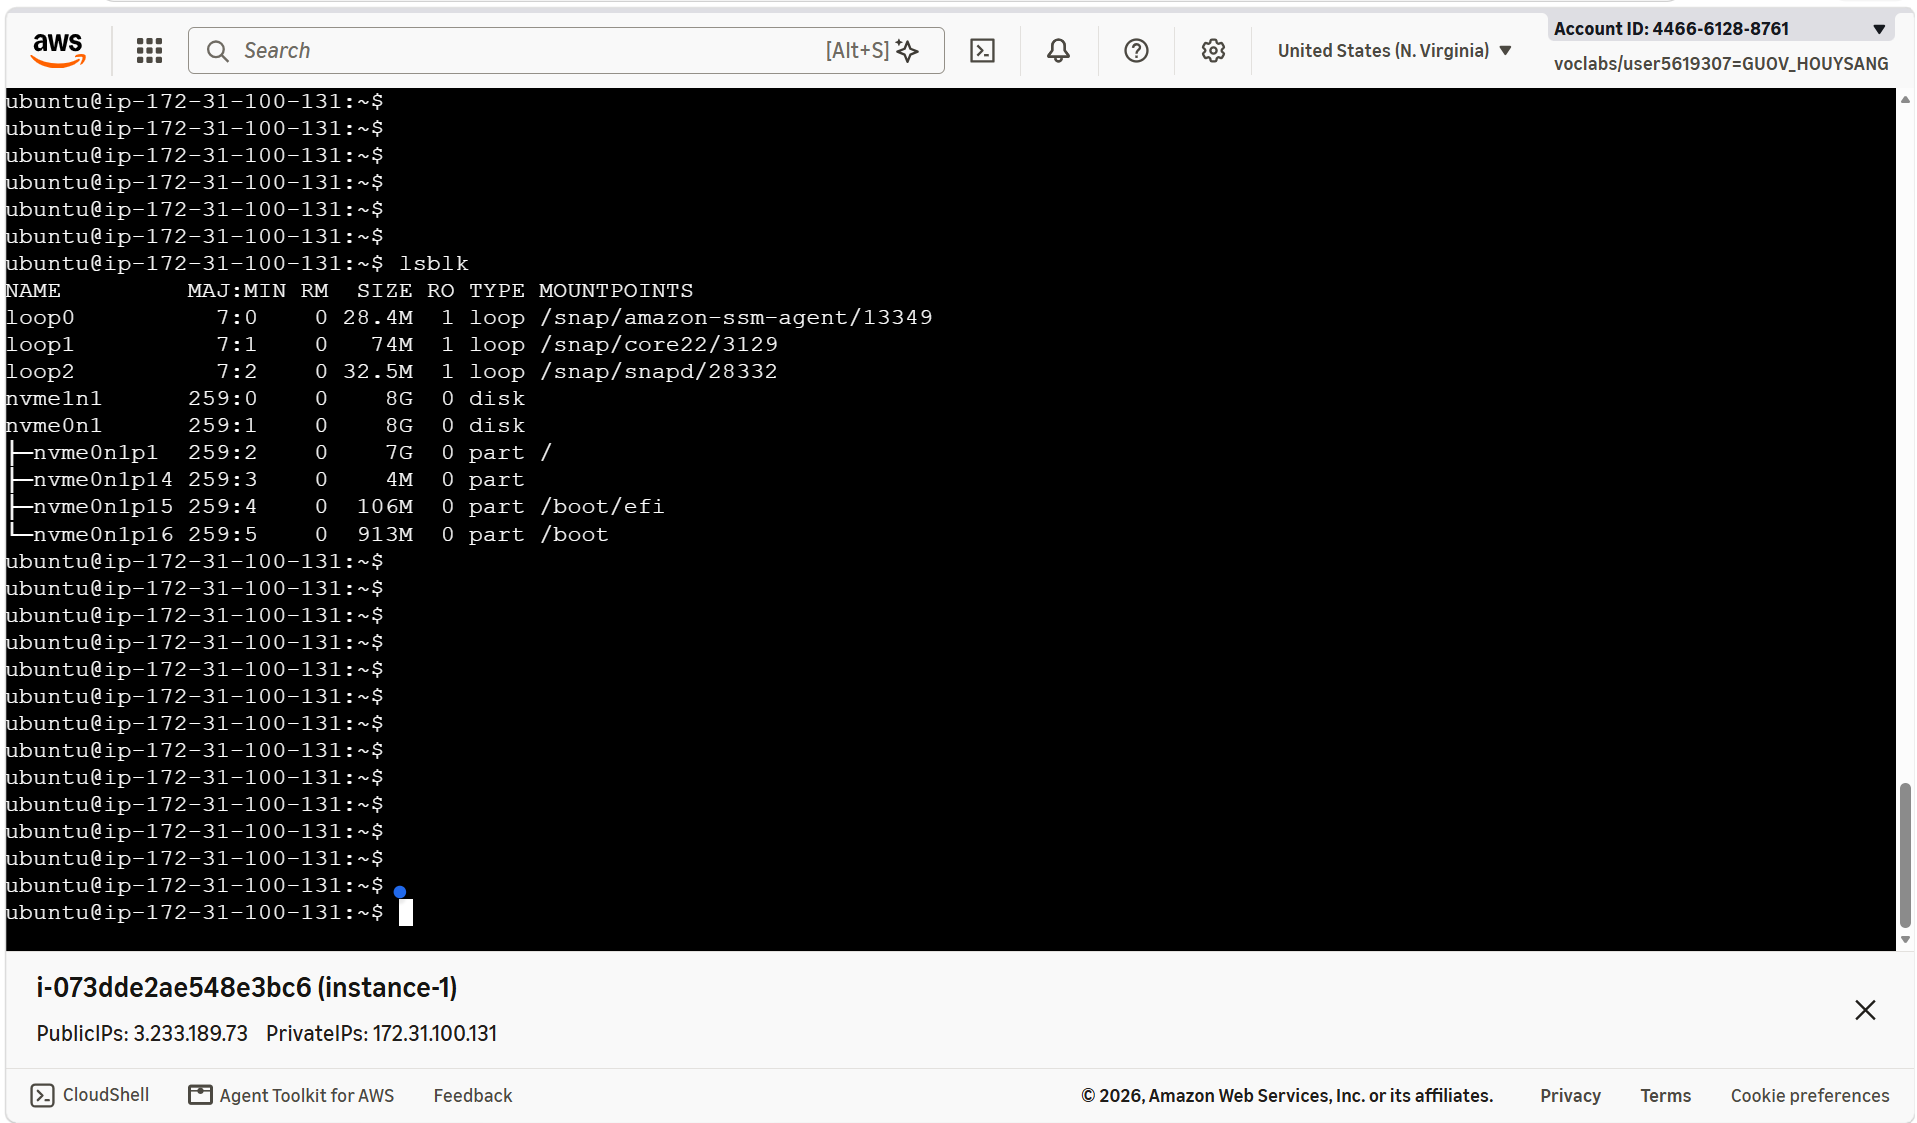 aws
Search [Alt+S]
United States (N. Virginia)
Account ID: 4466-6128-8761
voclabs/user5619307=GUOV_HOUYSANG
ubuntu@ip-172-31-100-131:~$
ubuntu@ip-172-31-100-131:~$
ubuntu@ip-172-31-100-131:~$
ubuntu@ip-172-31-100-131:~$
ubuntu@ip-172-31-100-131:~$
ubuntu@ip-172-31-100-131:~$
ubuntu@ip-172-31-100-131:~$ lsblk
NAME         MAJ:MIN RM   SIZE RO TYPE MOUNTPOINTS
loop0          7:0    0  28.4M  1 loop /snap/amazon-ssm-agent/13349
loop1          7:1    0    74M  1 loop /snap/core22/3129
loop2          7:2    0  32.5M  1 loop /snap/snapd/28332
nvme1n1      259:0    0     8G  0 disk
nvme0n1      259:1    0     8G  0 disk
├─nvme0n1p1  259:2    0     7G  0 part /
├─nvme0n1p14 259:3    0     4M  0 part
├─nvme0n1p15 259:4    0   106M  0 part /boot/efi
└─nvme0n1p16 259:5    0   913M  0 part /boot
ubuntu@ip-172-31-100-131:~$
ubuntu@ip-172-31-100-131:~$
ubuntu@ip-172-31-100-131:~$
ubuntu@ip-172-31-100-131:~$
ubuntu@ip-172-31-100-131:~$
ubuntu@ip-172-31-100-131:~$
ubuntu@ip-172-31-100-131:~$
ubuntu@ip-172-31-100-131:~$
ubuntu@ip-172-31-100-131:~$
ubuntu@ip-172-31-100-131:~$
ubuntu@ip-172-31-100-131:~$
ubuntu@ip-172-31-100-131:~$
ubuntu@ip-172-31-100-131:~$
ubuntu@ip-172-31-100-131:~$
i-073dde2ae548e3bc6 (instance-1)
PublicIPs: 3.233.189.73 PrivateIPs: 172.31.100.131
CloudShell Agent Toolkit for AWS Feedback © 2026, Amazon Web Services, Inc. or its affiliates. Privacy Terms Cookie preferences